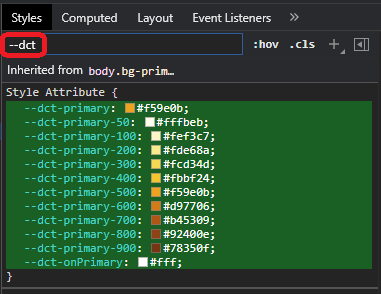 Styles Computed Layout Event Listeners »
--dct :hov .cls
Inherited from body.bg-prim…
Style Attribute {
--dct-primary: #f59e0b;
--dct-primary-50: #fffbeb;
--dct-primary-100: #fef3c7;
--dct-primary-200: #fde68a;
--dct-primary-300: #fcd34d;
--dct-primary-400: #fbbf24;
--dct-primary-500: #f59e0b;
--dct-primary-600: #d97706;
--dct-primary-700: #b45309;
--dct-primary-800: #92400e;
--dct-primary-900: #78350f;
--dct-onPrimary: #fff;
}